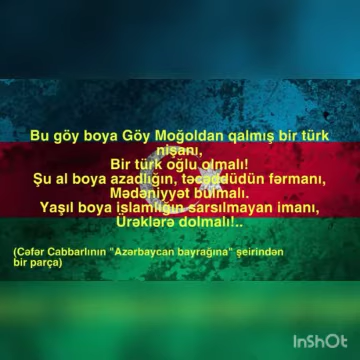 Bu göy boya Göy Moğoldan qalmış bir türk
nişanı,
Bir türk oğlu olmalı!
Şu al boya azadlığın, təcəddüdün fərmanı,
Mədəniyyət bulmalı.
Yaşıl boya islamlığın sarsılmayan imanı,
Ürəklərə dolmalı!..
(Cəfər Cabbarlının "Azərbaycan bayrağına" şeirindən
bir parça)
InShOt